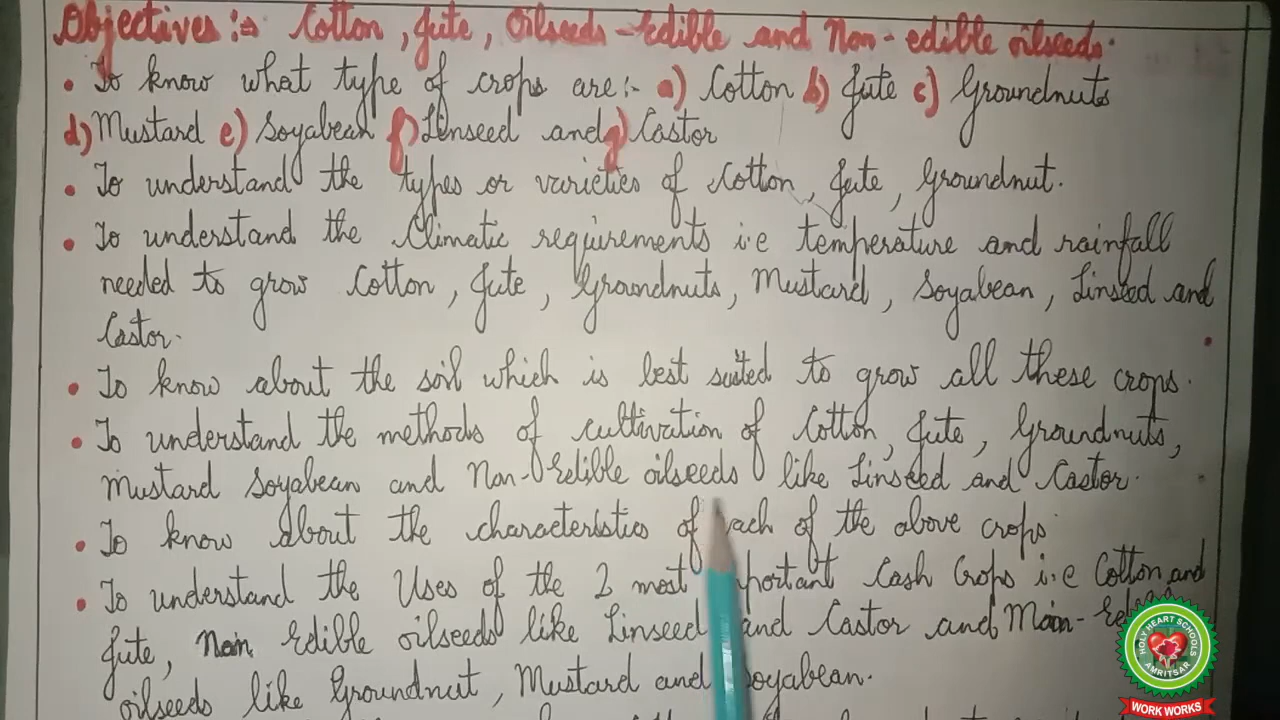 Objectives :- Cotton, Jute, Oilseeds - Edible and Non - edible oilseeds.
• To know what type of crops are :- a) Cotton b) Jute c) Groundnuts
d) Mustard e) Soyabean f) Linseed and g) Castor
• To understand the types or varieties of Cotton, Jute, Groundnut.
• To understand the Climatic requirements i.e temperature and rainfall
needed to grow Cotton, Jute, Groundnuts, Mustard, Soyabean, Linseed and
Castor.
• To know about the soil which is best suited to grow all these crops.
• To understand the methods of cultivation of Cotton, Jute, Groundnuts,
Mustard Soyabean and Non-Edible oilseeds like Linseed and Castor.
• To know about the characteristics of each of the above crops
• To understand the Uses of the 2 most important Cash Crops i.e Cotton and
Jute, Non Edible oilseeds like Linseed and Castor and
oilseeds like Groundnut, Mustard and Soyabean.
HOLY HEART SCHOOLS
AMRITSAR
WORK WORKS